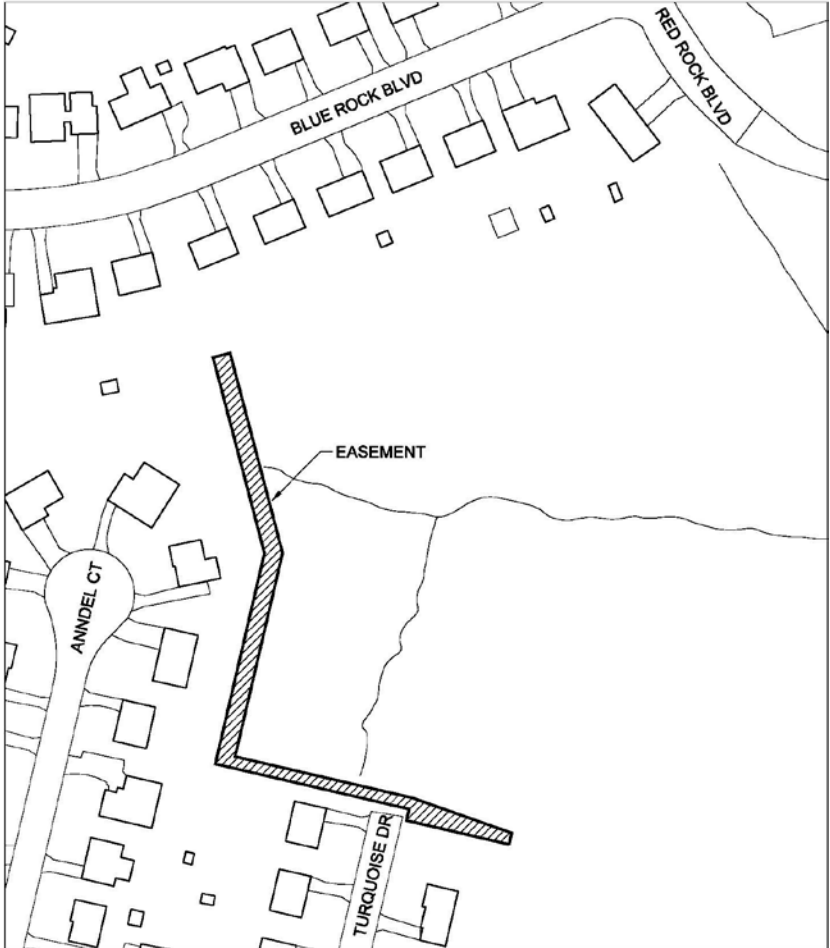 RED ROCK BLVD
BLUE ROCK BLVD
EASEMENT
ANNDEL CT
TURQUOISE DR